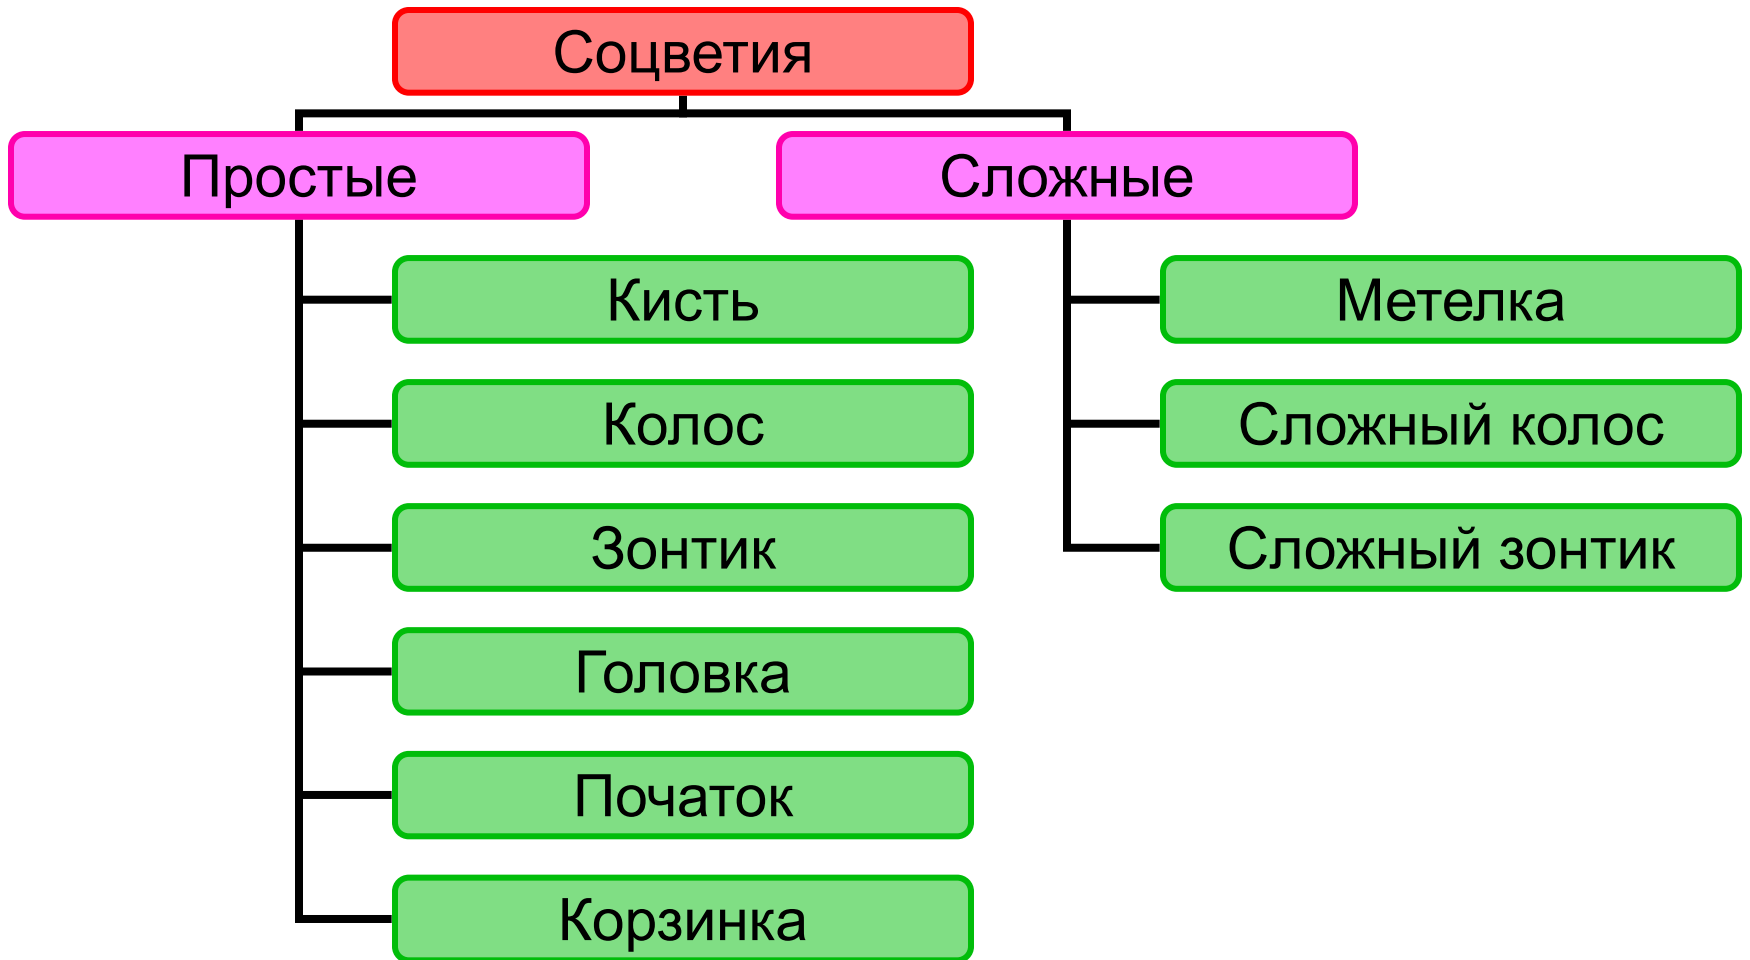 Соцветия
Простые
Сложные
Кисть
Колос
Зонтик
Головка
Початок
Корзинка
Метелка
Сложный колос
Сложный зонтик